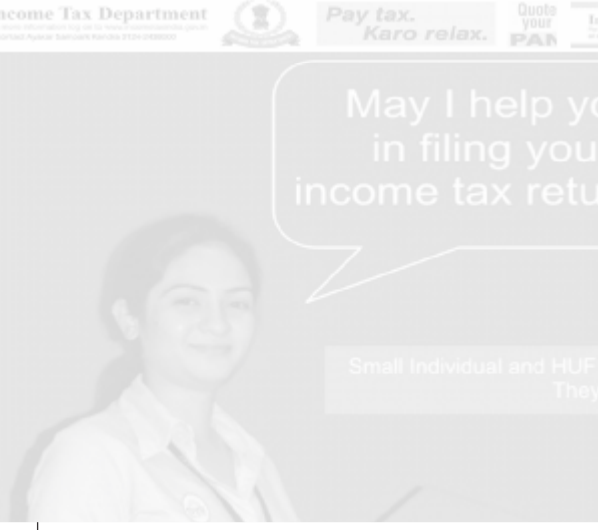 ncome Tax Department
Pay tax.
Karo relax.
Quote
your
PAN
May I help yo
in filing you
income tax retu
Small Individual and HUF
They